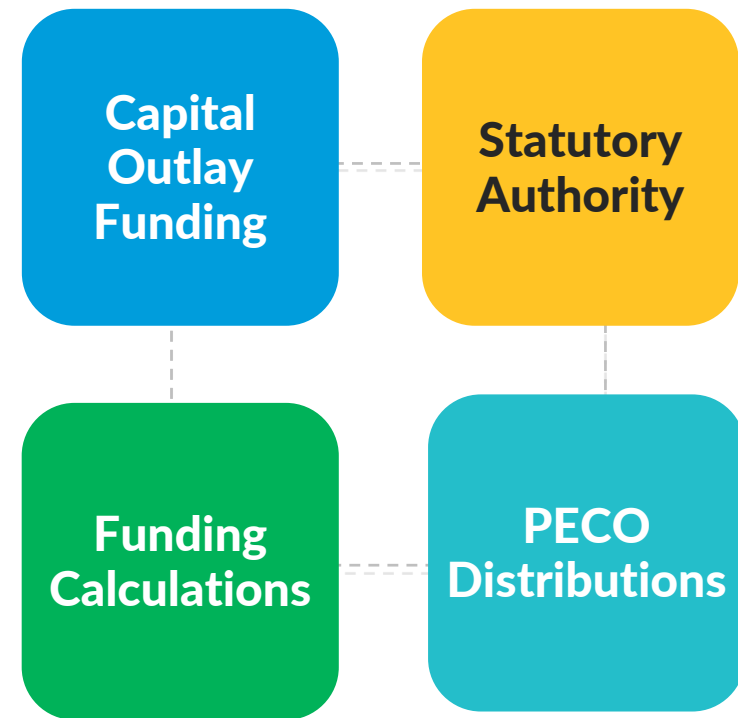 Capital
Outlay
Funding
Statutory
Authority
Funding
Calculations
PECO
Distributions